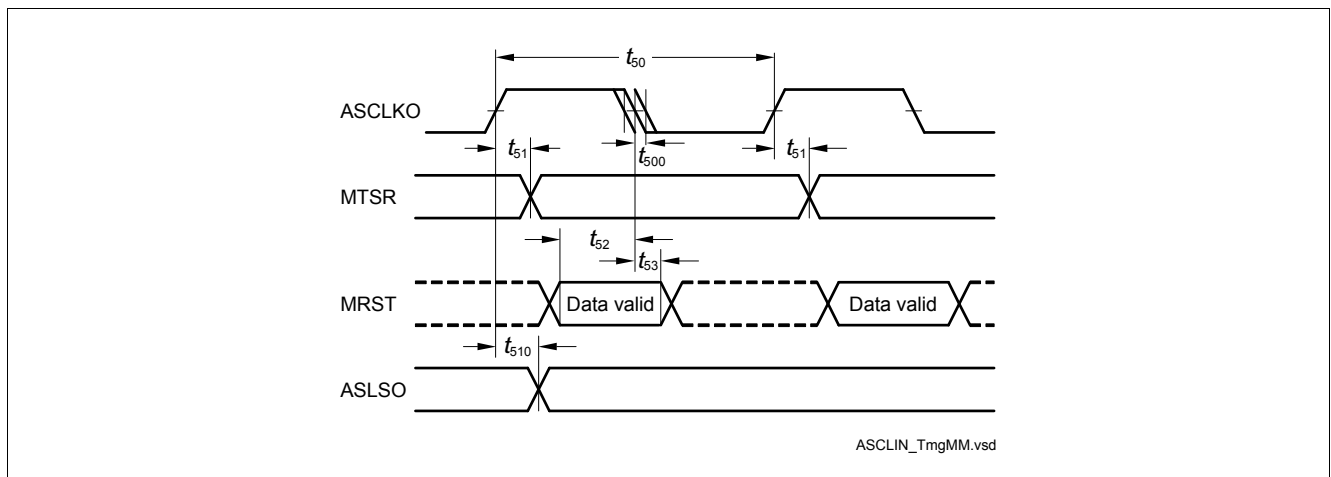 t50
ASCLKO
t51
t500
t51
MTSR
t52
t53
MRST
Data valid
Data valid
t510
ASLSO
ASCLIN_TmgMM.vsd